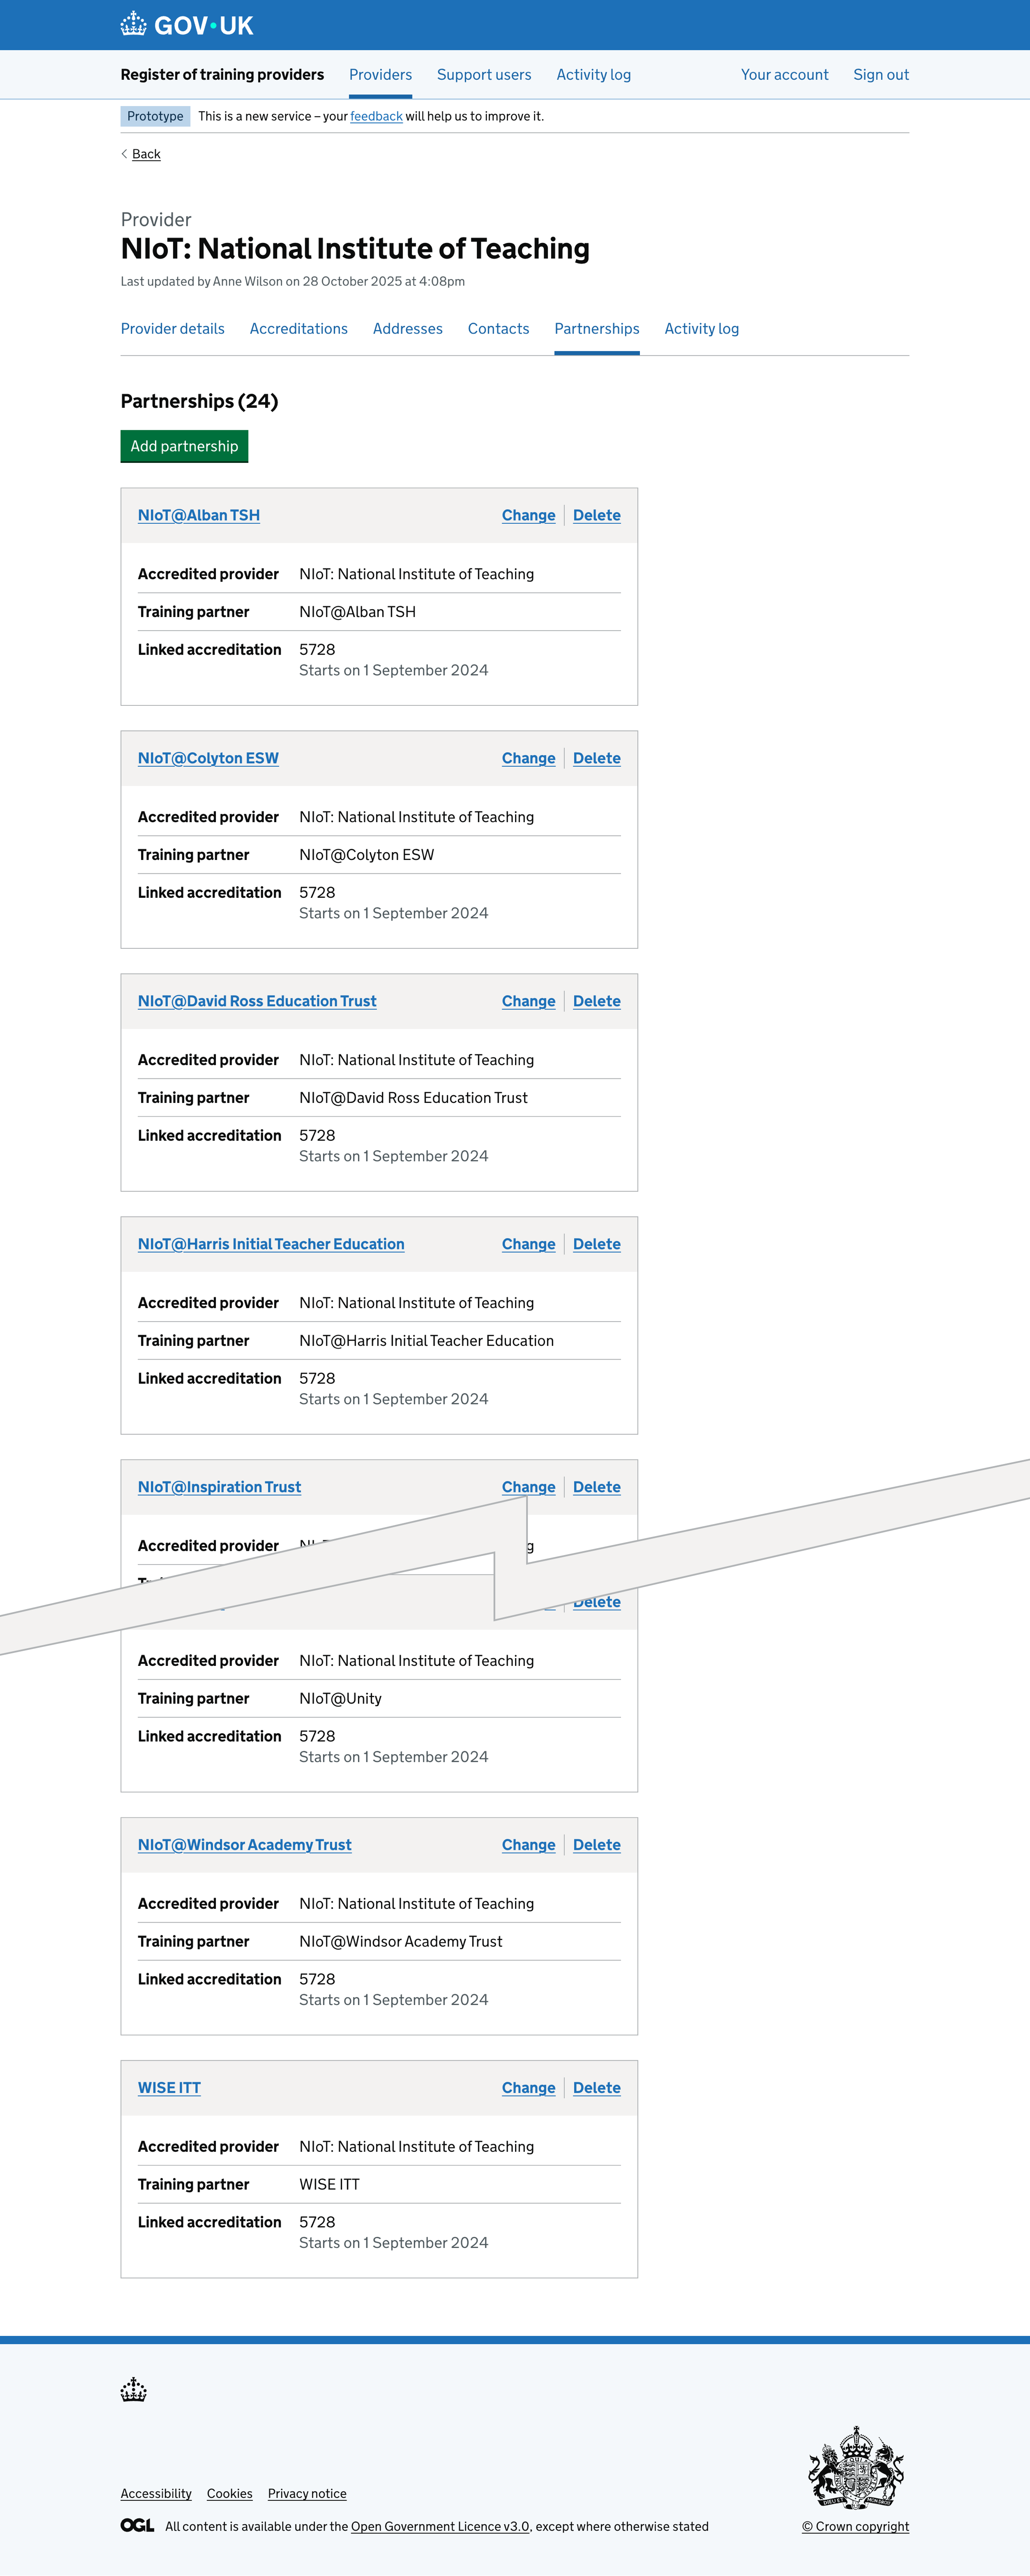 GOV·UK
Register of training providers Providers Support users Activity log Your account Sign out
Prototype This is a new service – your feedback will help us to improve it.
Back
Provider
NIoT: National Institute of Teaching
Last updated by Anne Wilson on 28 October 2025 at 4:08pm
Provider details Accreditations Addresses Contacts Partnerships Activity log
Partnerships (24)
Add partnership
NIoT@Alban TSH Change Delete
Accredited provider NIoT: National Institute of Teaching
Training partner NIoT@Alban TSH
Linked accreditation 5728
Starts on 1 September 2024
NIoT@Colyton ESW Change Delete
Accredited provider NIoT: National Institute of Teaching
Training partner NIoT@Colyton ESW
Linked accreditation 5728
Starts on 1 September 2024
NIoT@David Ross Education Trust Change Delete
Accredited provider NIoT: National Institute of Teaching
Training partner NIoT@David Ross Education Trust
Linked accreditation 5728
Starts on 1 September 2024
NIoT@Harris Initial Teacher Education Change Delete
Accredited provider NIoT: National Institute of Teaching
Training partner NIoT@Harris Initial Teacher Education
Linked accreditation 5728
Starts on 1 September 2024
NIoT@Inspiration Trust Change Delete
Accredited provider
Delete
Accredited provider NIoT: National Institute of Teaching
Training partner NIoT@Unity
Linked accreditation 5728
Starts on 1 September 2024
NIoT@Windsor Academy Trust Change Delete
Accredited provider NIoT: National Institute of Teaching
Training partner NIoT@Windsor Academy Trust
Linked accreditation 5728
Starts on 1 September 2024
WISE ITT Change Delete
Accredited provider NIoT: National Institute of Teaching
Training partner WISE ITT
Linked accreditation 5728
Starts on 1 September 2024
Accessibility Cookies Privacy notice
OGL All content is available under the Open Government Licence v3.0, except where otherwise stated
© Crown copyright